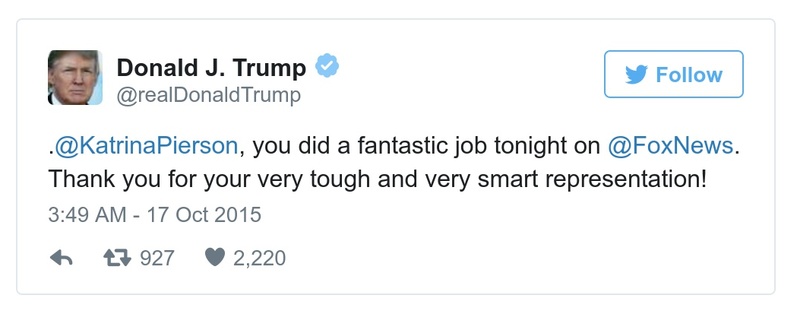 Donald J. Trump
@realDonaldTrump
Follow
.@KatrinaPierson, you did a fantastic job tonight on @FoxNews.
Thank you for your very tough and very smart representation!
3:49 AM - 17 Oct 2015
927 2,220